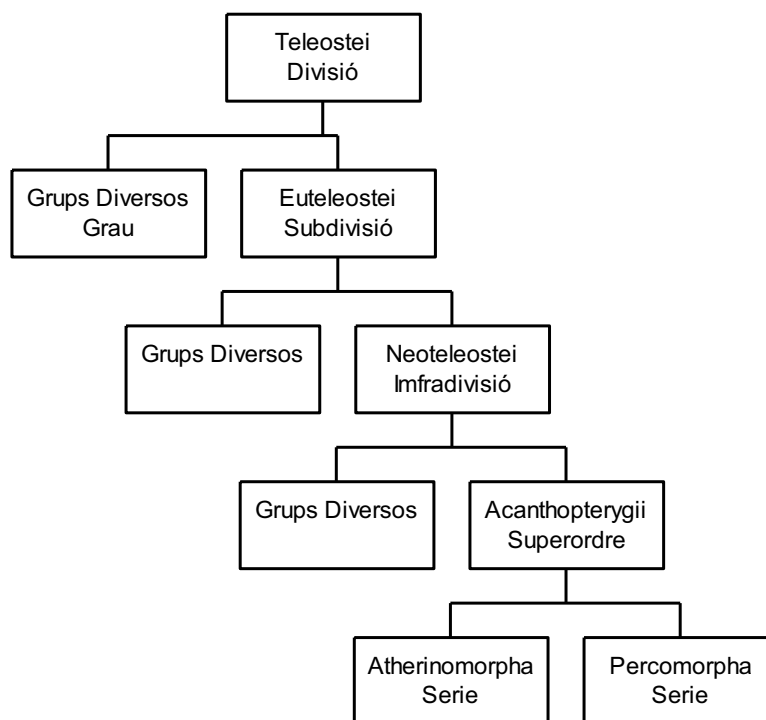 Teleostei
Divisió
Grups Diversos
Grau
Euteleostei
Subdivisió
Grups Diversos
Neoteleostei
Imfradivisió
Grups Diversos
Acanthopterygii
Superordre
Atherinomorpha
Serie
Percomorpha
Serie